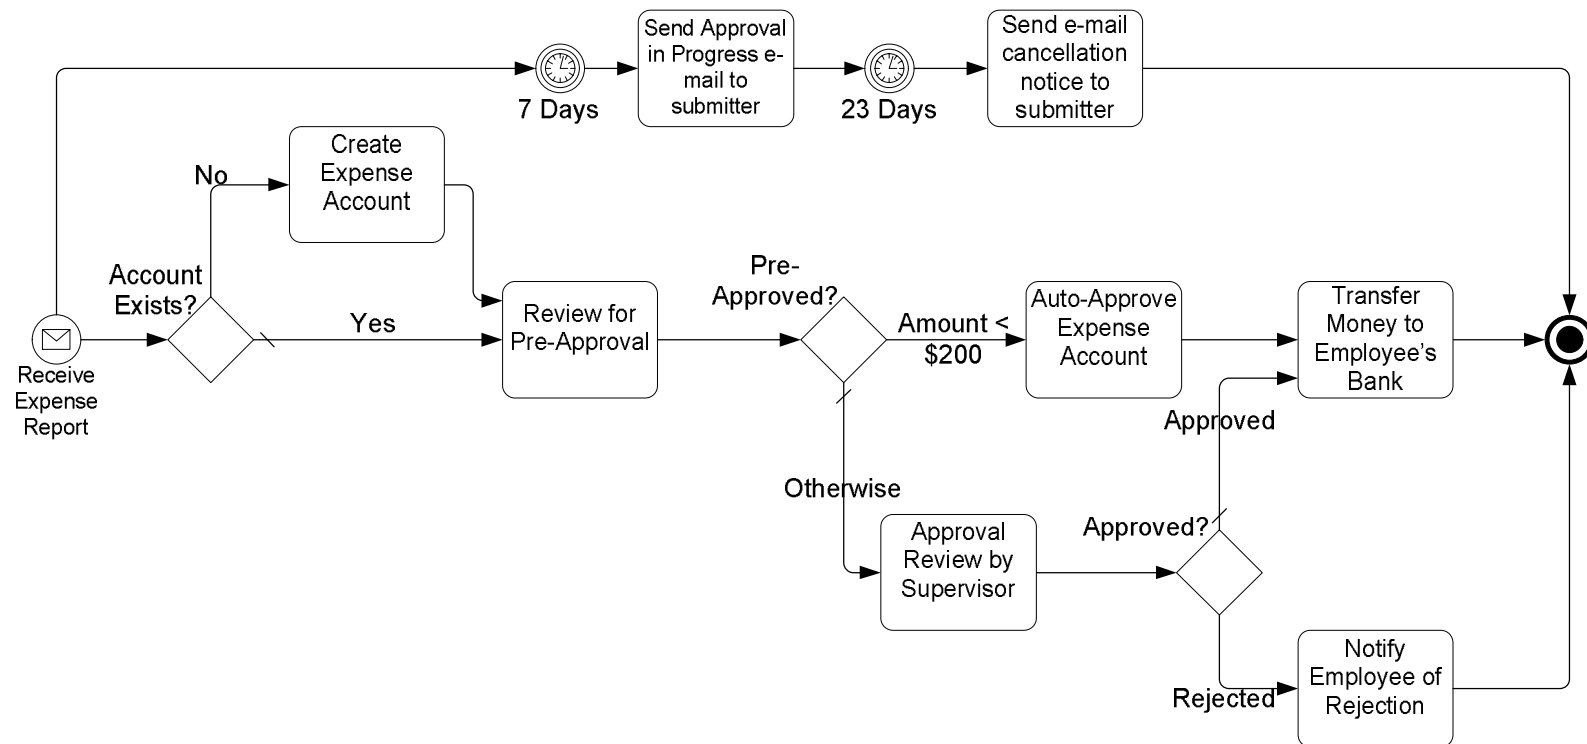 Send Approval
in Progress e-
mail to
submitter
Send e-mail
cancellation
notice to
submitter
7 Days
23 Days
Create
Expense
Account
No
Account
Exists?
Yes
Receive
Expense
Report
Review for
Pre-Approval
Pre-
Approved?
Amount <
$200
Auto-Approve
Expense
Account
Transfer
Money to
Employee’s
Bank
Approved
Otherwise
Approval
Review by
Supervisor
Approved?
Rejected
Notify
Employee of
Rejection